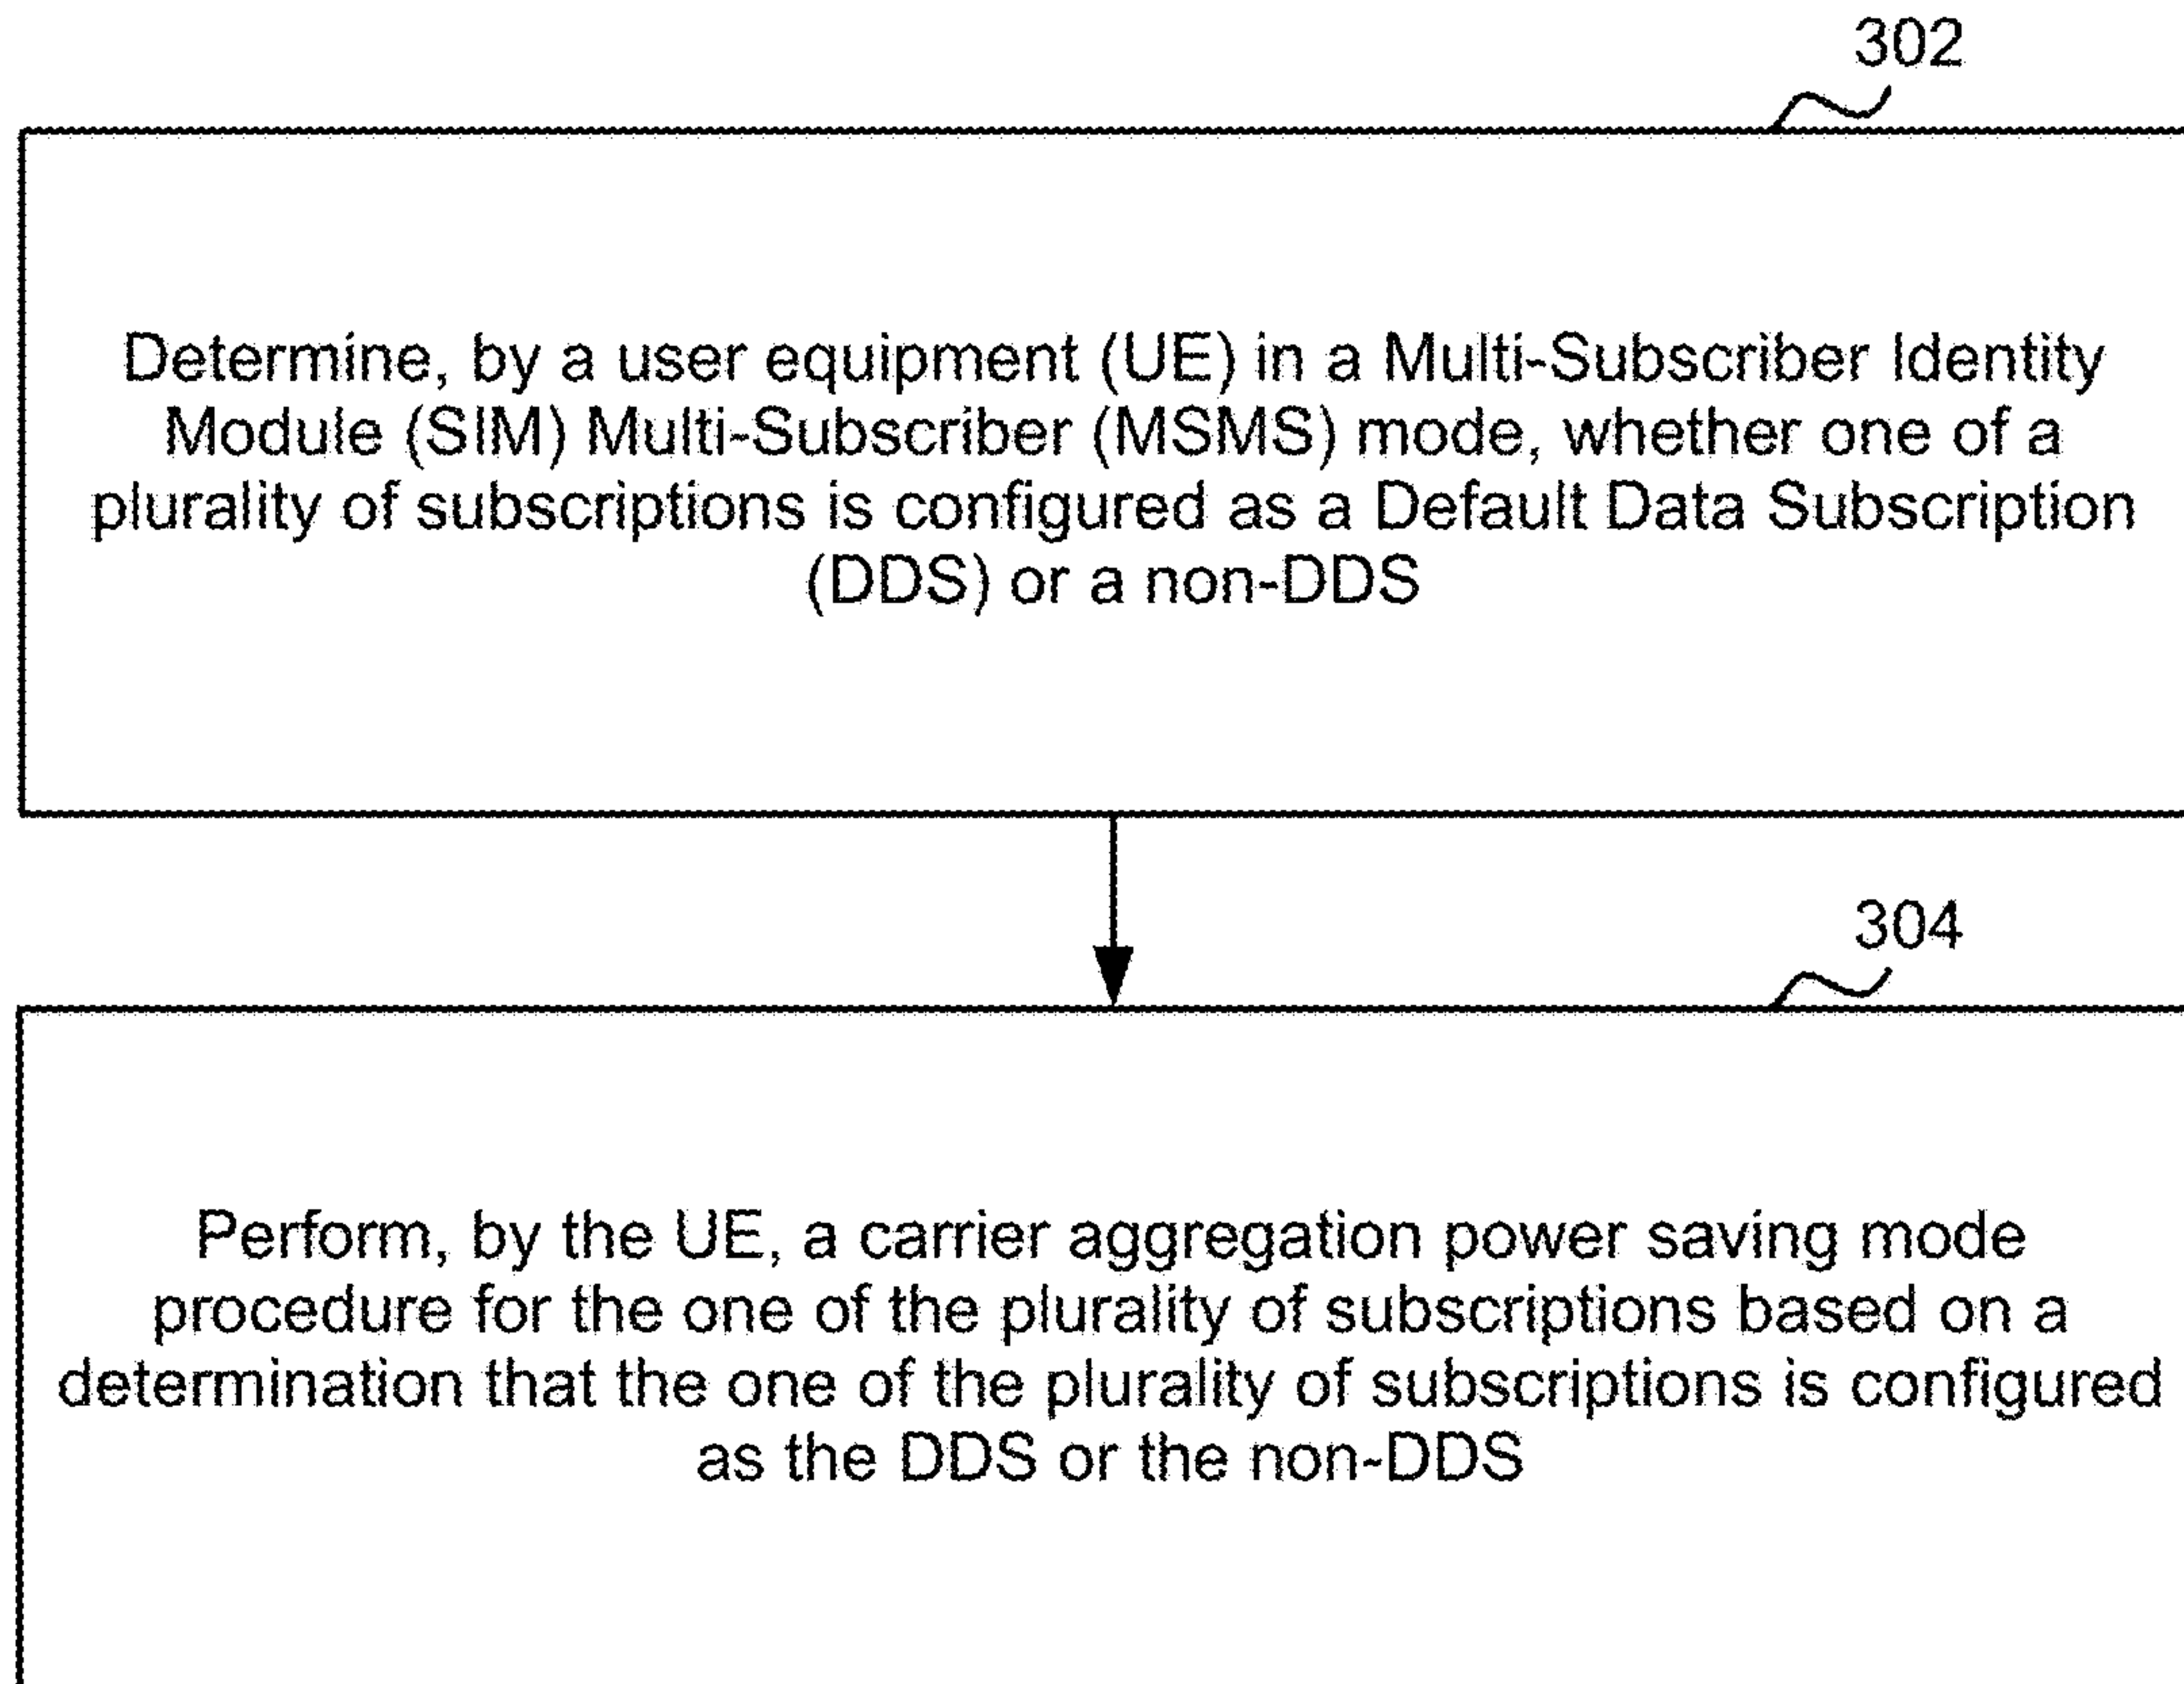 302
Determine, by a user equipment (UE) in a Multi-Subscriber Identity
Module (SIM) Multi-Subscriber (MSMS) mode, whether one of a
plurality of subscriptions is configured as a Default Data Subscription
(DDS) or a non-DDS
304
Perform, by the UE, a carrier aggregation power saving mode
procedure for the one of the plurality of subscriptions based on a
determination that the one of the plurality of subscriptions is configured
as the DDS or the non-DDS